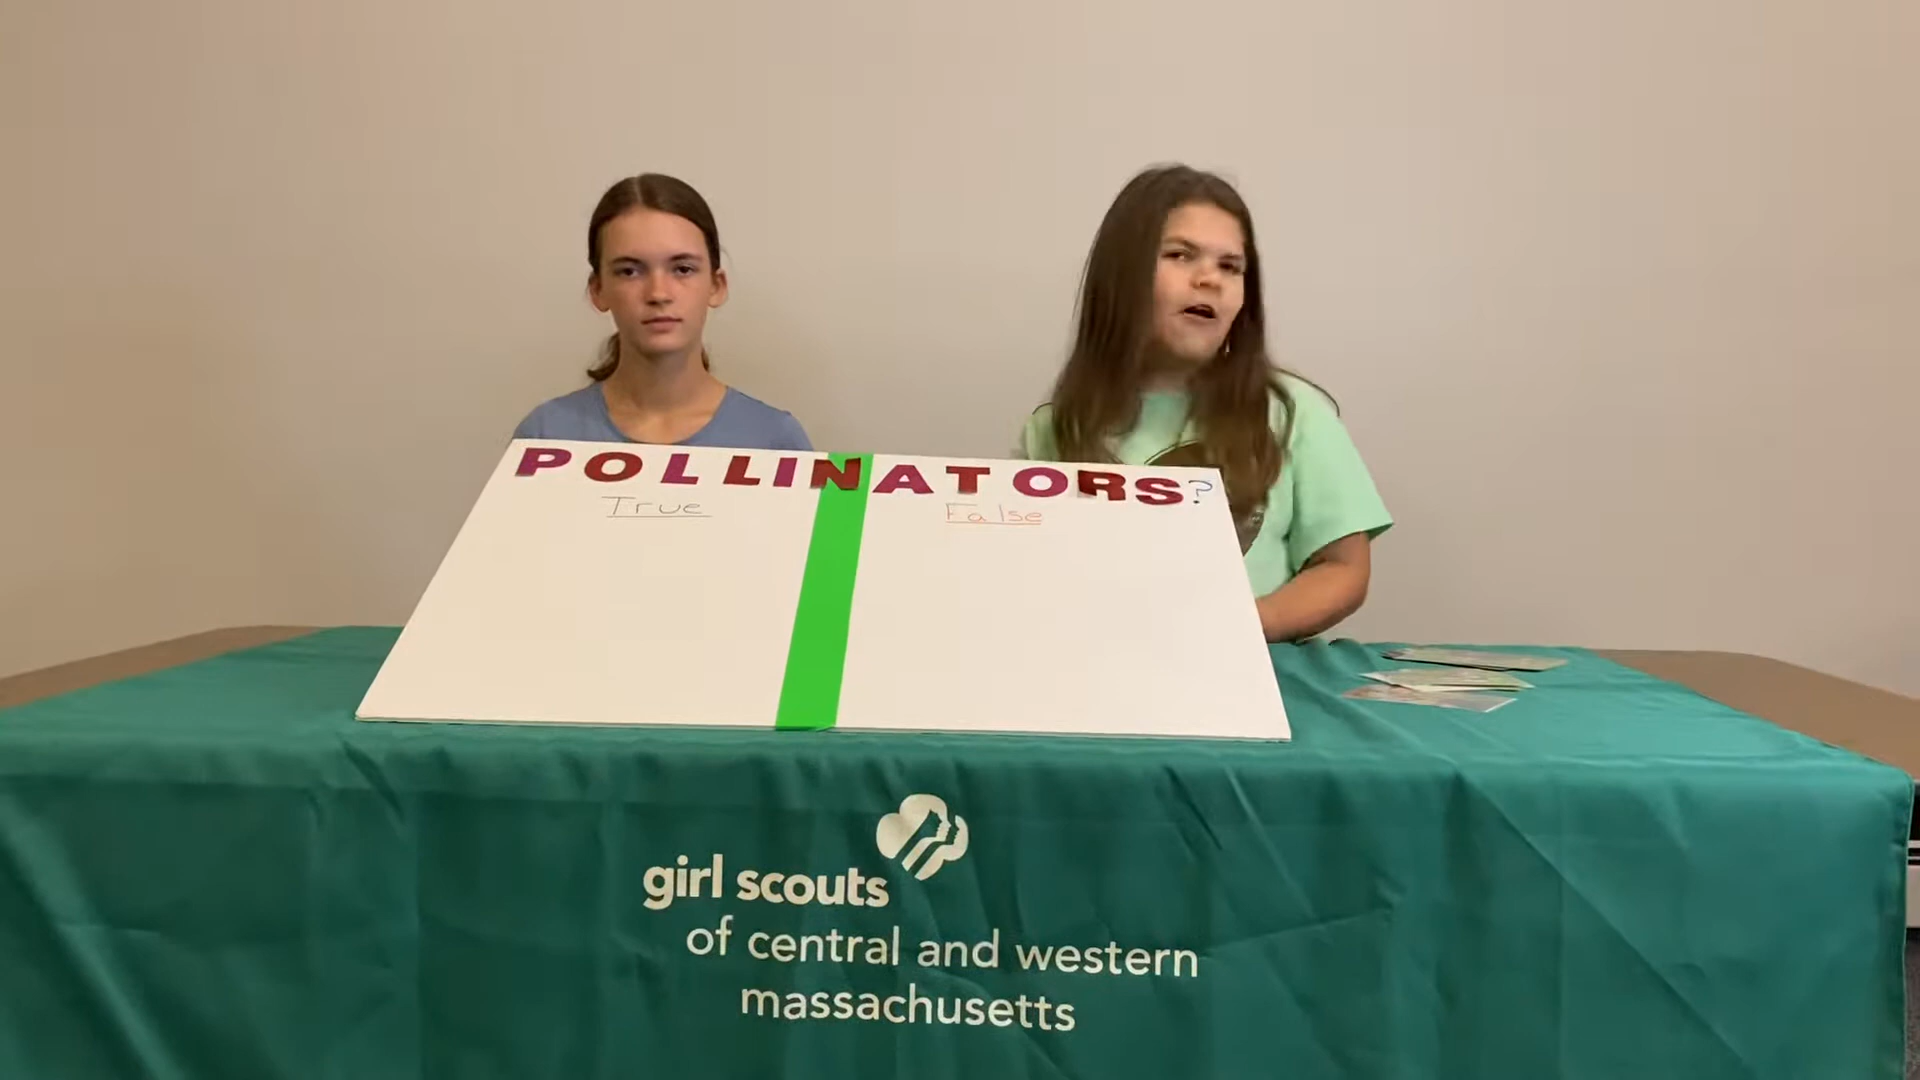 POLLINATORS?
True False
girl scouts
of central and western
massachusetts